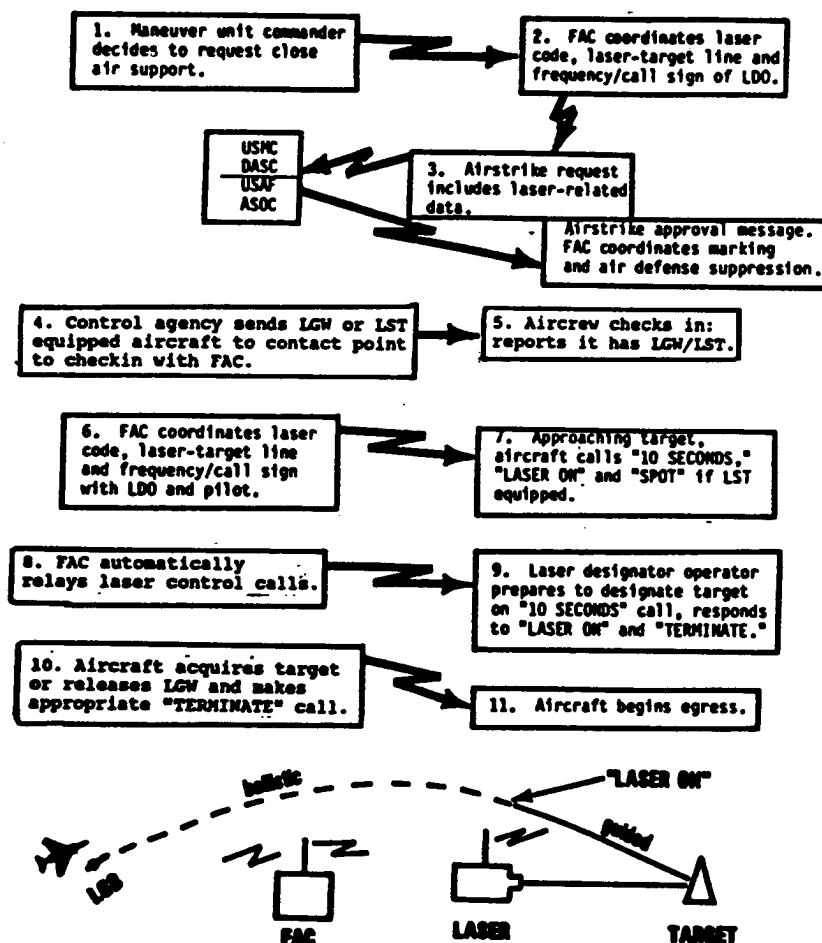 1. Maneuver unit commander
decides to request close
air support.
2. FAC coordinates laser
code, laser-target line and
frequency/call sign of LDO.
USMC
DASC
USAF
ASOC
3. Airstrike request
includes laser-related
data.
Airstrike approval message.
FAC coordinates marking
and air defense suppression.
4. Control agency sends LGW or LST
equipped aircraft to contact point
to checkin with FAC.
5. Aircrew checks in:
reports it has LGW/LST.
6. FAC coordinates laser
code, laser-target line
and frequency/call sign
with LDO and pilot.
7. Approaching target,
aircraft calls "10 SECONDS,"
"LASER ON" and "SPOT" if LST
equipped.
8. FAC automatically
relays laser control calls.
9. Laser designator operator
prepares to designate target
on "10 SECONDS" call, responds
to "LASER ON" and "TERMINATE."
10. Aircraft acquires target
or releases LGW and makes
appropriate "TERMINATE" call.
11. Aircraft begins egress.
ballistic
"LASER ON"
guided
LGB
FAC
LASER
TARGET